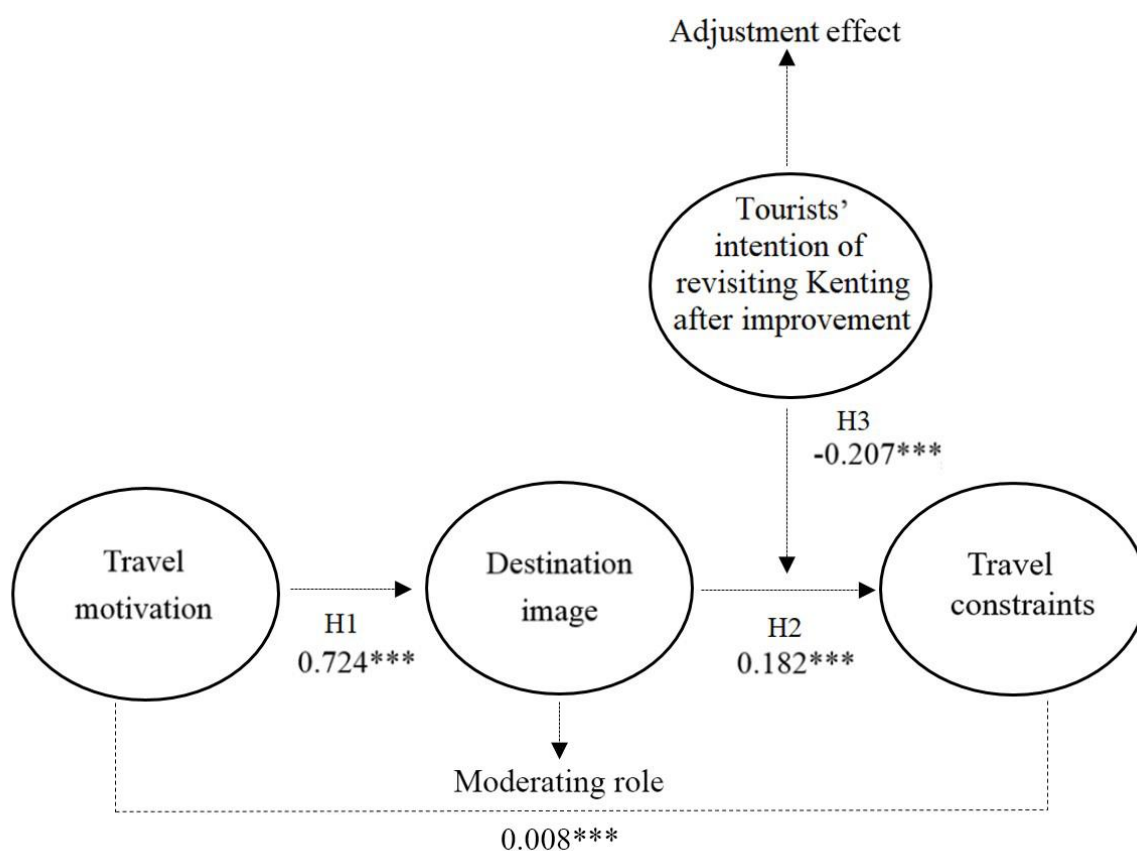 Adjustment effect
Tourists’
intention of
revisiting Kenting
after improvement
H3
-0.207***
Travel
motivation
H1
0.724***
Destination
image
H2
0.182***
Travel
constraints
Moderating role
0.008***